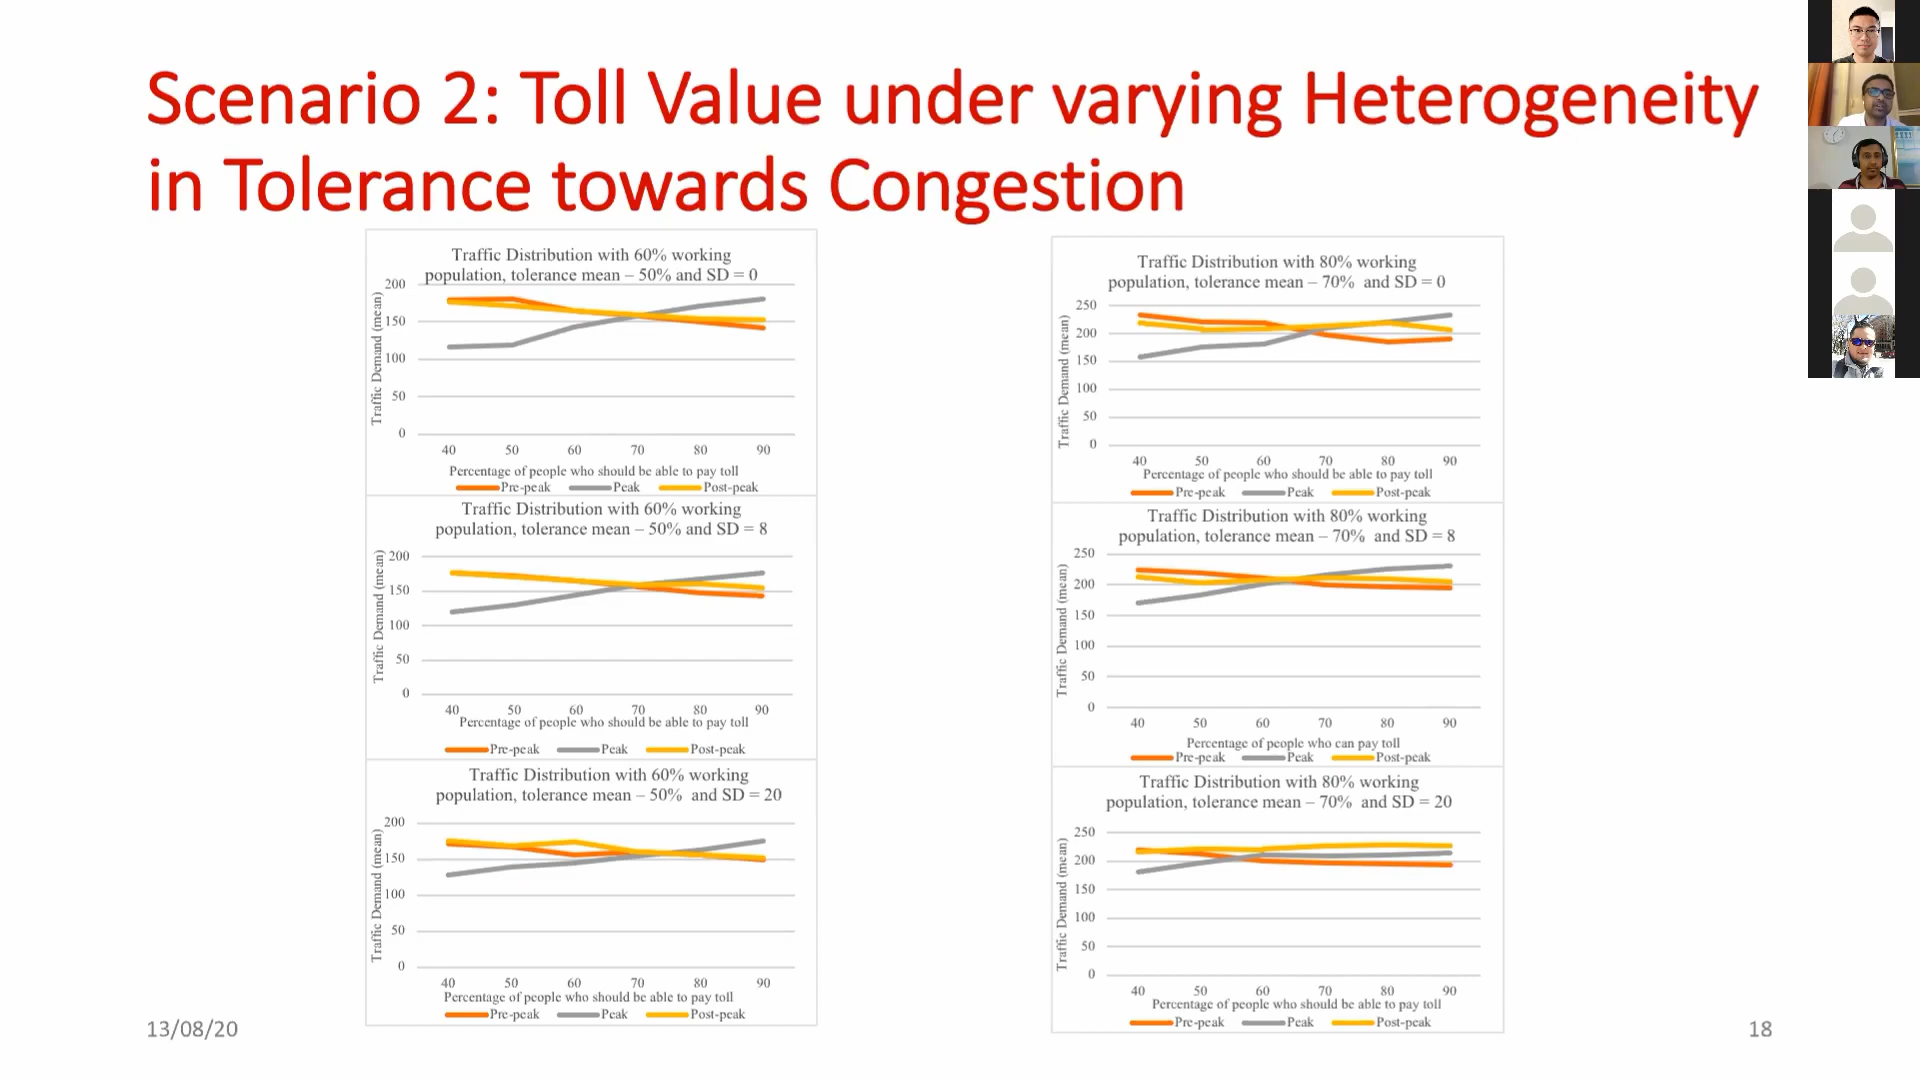 Scenario 2: Toll Value under varying Heterogeneity
in Tolerance towards Congestion
Traffic Distribution with 60% working
population, tolerance mean – 50% and SD = 0
Traffic Demand (mean)
200
150
100
50
0
40 50 60 70 80 90
Percentage of people who should be able to pay toll
Pre-peak Peak Post-peak
Traffic Distribution with 60% working
population, tolerance mean – 50% and SD = 8
Traffic Demand (mean)
200
150
100
50
0
40 50 60 70 80 90
Percentage of people who should be able to pay toll
Pre-peak Peak Post-peak
Traffic Distribution with 60% working
population, tolerance mean – 50% and SD = 20
Traffic Demand (mean)
200
150
100
50
0
40 50 60 70 80 90
Percentage of people who should be able to pay toll
Pre-peak Peak Post-peak
Traffic Distribution with 80% working
population, tolerance mean – 70% and SD = 0
Traffic Demand (mean)
250
200
150
100
50
0
40 50 60 70 80 90
Percentage of people who should be able to pay toll
Pre-peak Peak Post-peak
Traffic Distribution with 80% working
population, tolerance mean – 70% and SD = 8
Traffic Demand (mean)
250
200
150
100
50
0
40 50 60 70 80 90
Percentage of people who can pay toll
Pre-peak Peak Post-peak
Traffic Distribution with 80% working
population, tolerance mean – 70% and SD = 20
Traffic Demand (mean)
250
200
150
100
50
0
40 50 60 70 80 90
Percentage of people who should be able to pay toll
Pre-peak Peak Post-peak
13/08/20
18